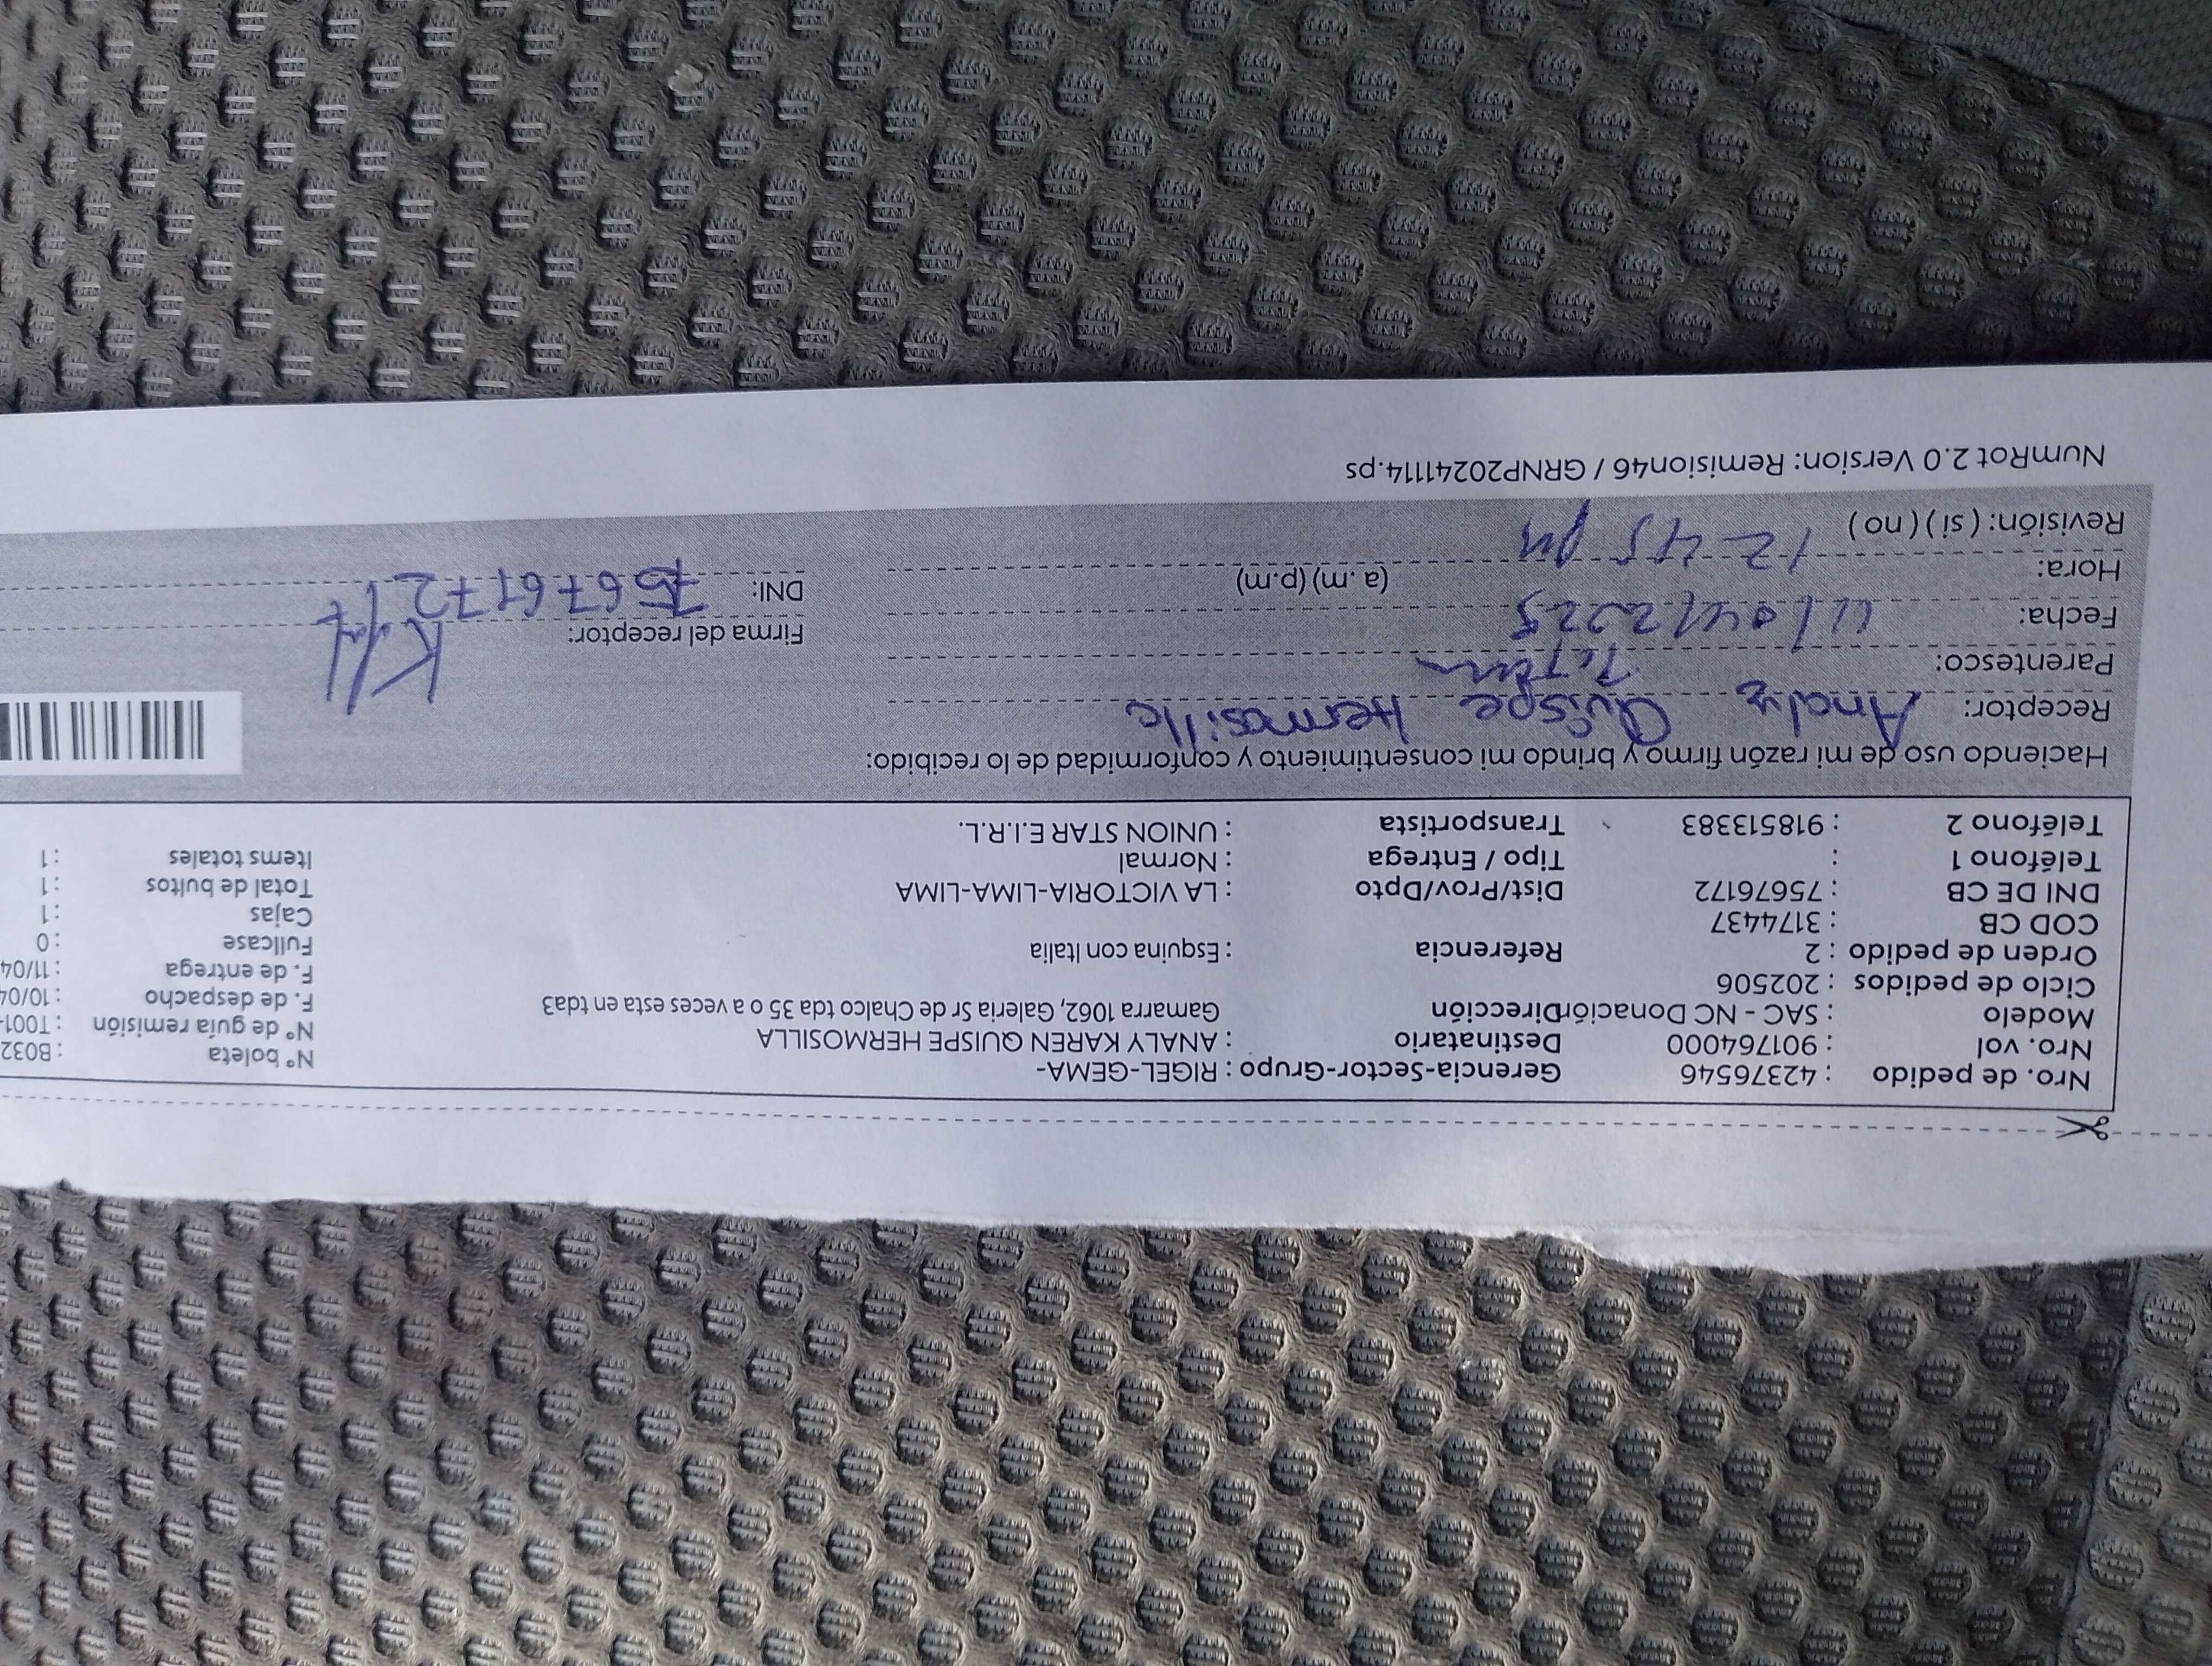 Nro. de pedido : 42376546 Gerencia-Sector-Grupo : RIGEL-GEMA-
Nro. vol : 901764000 Destinatario : ANALY KAREN QUISPE HERMOSILLA Nº boleta : B032
Modelo : SAC - NC Donación Dirección Gamarra 1062, Galeria Sr de Chalco tda 35 o a veces esta en tda3 Nº de guía remisión : T001-
Ciclo de pedidos : 202506 F. de despacho : 10/04
Orden de pedido : 2 Referencia : Esquina con Italia F. de entrega : 11/04
COD CB : 3174437 Fullcase : 0
DNI DE CB : 75676172 Dist/Prov/Dpto : LA VICTORIA-LIMA-LIMA Cajas : 1
Teléfono 1 : Tipo / Entrega : Normal Total de bultos : 1
Teléfono 2 : 918513383 Transportista : UNION STAR E.I.R.L. Items totales : 1
Haciendo uso de mi razón firmo y brindo mi consentimiento y conformidad de lo recibido:
Receptor: Analy Quispe Hermosilla
Parentesco: Titular
Fecha: 11/04/2025 Firma del receptor:
Hora: 12 45 pm (a.m) (p.m) DNI: 75676172
Revisión: ( si ) ( no )
NumRot 2.0 Version: Remision46 / GRNP20241114.ps